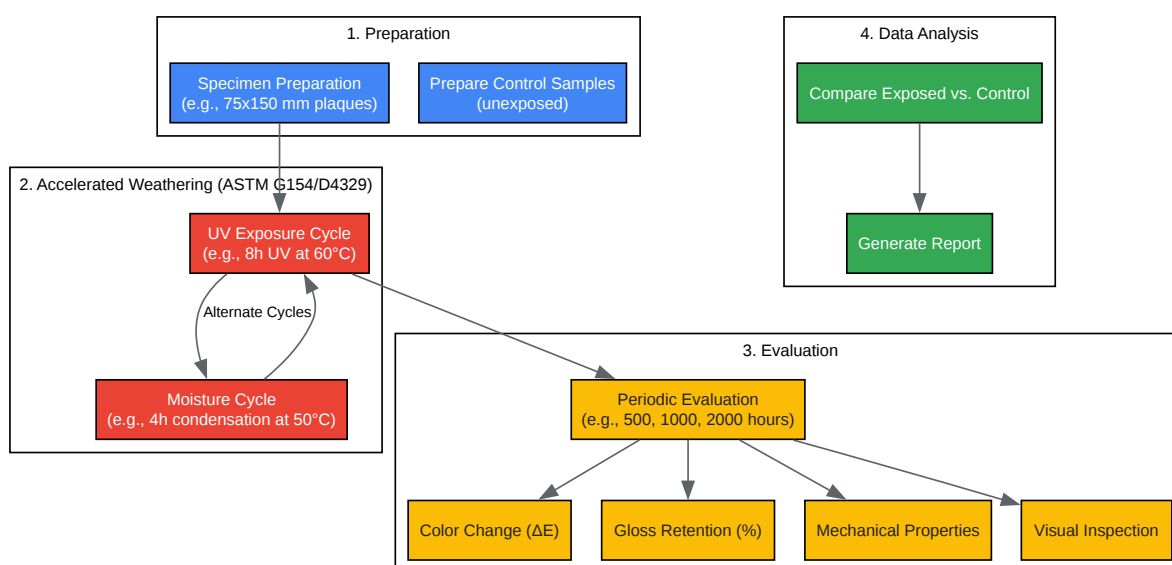 1. Preparation
Specimen Preparation
(e.g., 75x150 mm plaques)
Prepare Control Samples
(unexposed)
2. Accelerated Weathering (ASTM G154/D4329)
UV Exposure Cycle
(e.g., 8h UV at 60°C)
Alternate Cycles
Moisture Cycle
(e.g., 4h condensation at 50°C)
3. Evaluation
Periodic Evaluation
(e.g., 500, 1000, 2000 hours)
Color Change (ΔE)
Gloss Retention (%)
Mechanical Properties
Visual Inspection
4. Data Analysis
Compare Exposed vs. Control
Generate Report